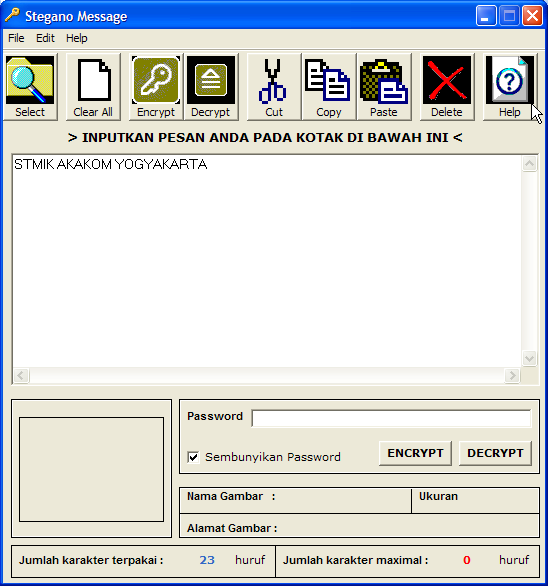 Stegano Message
File Edit Help
Select Clear All Encrypt Decrypt Cut Copy Paste Delete Help
> INPUTKAN PESAN ANDA PADA KOTAK DI BAWAH INI <
STMIK AKAKOM YOGYAKARTA
Password
Sembunyikan Password ENCRYPT DECRYPT
Nama Gambar : Ukuran
Alamat Gambar :
Jumlah karakter terpakai : 23 huruf Jumlah karakter maximal : 0 huruf